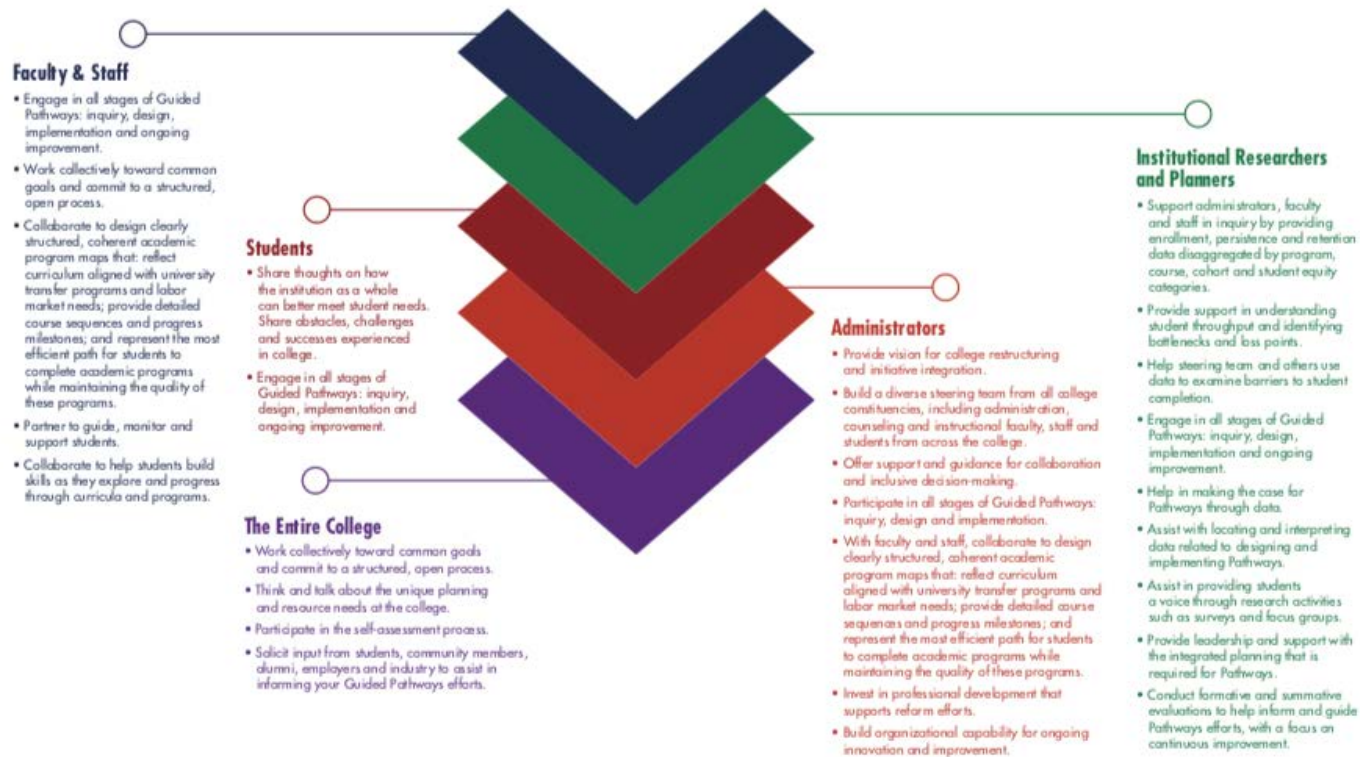 Faculty & Staff
• Engage in all stages of Guided
Pathways: inquiry, design,
implementation and ongoing
improvement.
• Work collectively toward common
goals and commit to a structured,
open process.
• Collaborate to design clearly
structured, coherent academic
program maps that: reflect
curriculum aligned with university
transfer programs and labor
market needs; provide detailed
course sequences and progress
milestones; and represent the most
efficient path for students to
complete academic programs
while maintaining the quality of
these programs.
• Partner to guide, monitor and
support students.
• Collaborate to help students build
skills as they explore and progress
through curricula and programs.
Students
• Share thoughts on how
the institution as a whole
can better meet student needs.
Share obstacles, challenges
and successes experienced
in college.
• Engage in all stages of
Guided Pathways: inquiry,
design, implementation and
ongoing improvement.
The Entire College
• Work collectively toward common goals
and commit to a structured, open process.
• Think and talk about the unique planning
and resource needs at the college.
• Participate in the self-assessment process.
• Solicit input from students, community members,
alumni, employers and industry to assist in
informing your Guided Pathways efforts.
Administrators
• Provide vision for college restructuring
and initiative integration.
• Build a diverse steering team from all college
constituencies, including administration,
counseling and instructional faculty, staff and
students from across the college.
• Offer support and guidance for collaboration
and inclusive decision-making.
• Participate in all stages of Guided Pathways:
inquiry, design and implementation.
• With faculty and staff, collaborate to design
clearly structured, coherent academic
program maps that: reflect curriculum
aligned with university transfer programs and
labor market needs; provide detailed course
sequences and progress milestones; and
represent the most efficient path for students
to complete academic programs while
maintaining the quality of these programs.
• Invest in professional development that
supports reform efforts.
• Build organizational capability for ongoing
innovation and improvement.
Institutional Researchers
and Planners
• Support administrators, faculty
and staff in inquiry by providing
enrollment, persistence and retention
data disaggregated by program,
course, cohort and student equity
categories.
• Provide support in understanding
student throughput and identifying
bottlenecks and loss points.
• Help steering team and others use
data to examine barriers to student
completion.
• Engage in all stages of Guided
Pathways: inquiry, design,
implementation and ongoing
improvement.
• Help in making the case for
Pathways through data.
• Assist with locating and interpreting
data related to designing and
implementing Pathways.
• Assist in providing students
a voice through research activities
such as surveys and focus groups.
• Provide leadership and support with
the integrated planning that is
required for Pathways.
• Conduct formative and summative
evaluations to help inform and guide
Pathways efforts, with a focus on
continuous improvement.